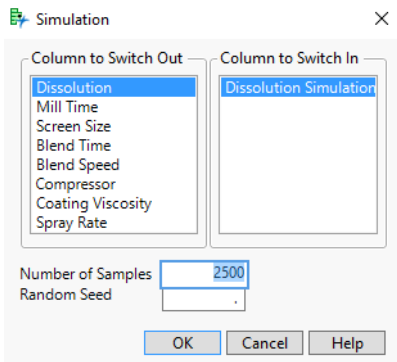 Simulation
Column to Switch Out
Column to Switch In
Dissolution
Mill Time
Screen Size
Blend Time
Blend Speed
Compressor
Coating Viscosity
Spray Rate
Dissolution Simulation
Number of Samples 2500
Random Seed .
OK Cancel Help